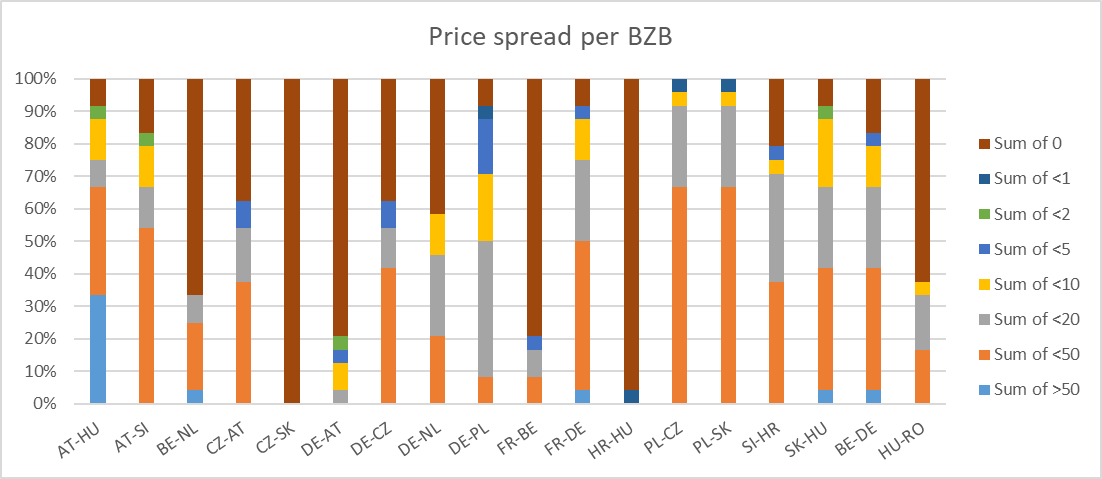 Price spread per BZB
100%
90%
80%
70%
60%
50%
40%
30%
20%
10%
0%
AT-HU
AT-SI
BE-NL
CZ-AT
CZ-SK
DE-AT
DE-CZ
DE-NL
DE-PL
FR-BE
FR-DE
HR-HU
PL-CZ
PL-SK
SI-HR
SK-HU
BE-DE
HU-RO
Sum of 0
Sum of <1
Sum of <2
Sum of <5
Sum of <10
Sum of <20
Sum of <50
Sum of >50